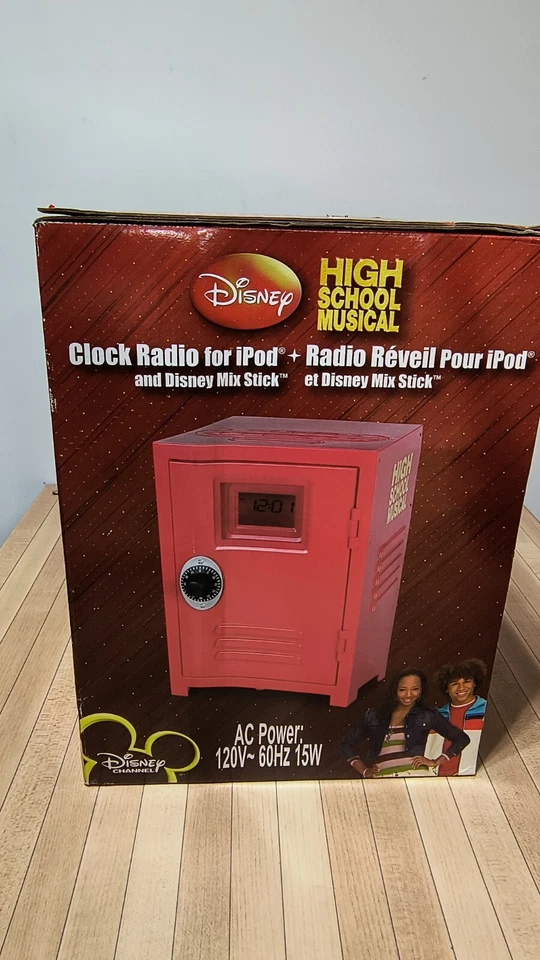 Disney
HIGH
SCHOOL
MUSICAL
Clock Radio for iPod® + Radio Réveil Pour iPod®
and Disney Mix Stick™ et Disney Mix Stick™
12:01
HIGH
SCHOOL
MUSICAL
AC Power:
120V~ 60Hz 15W
Disney
CHANNEL